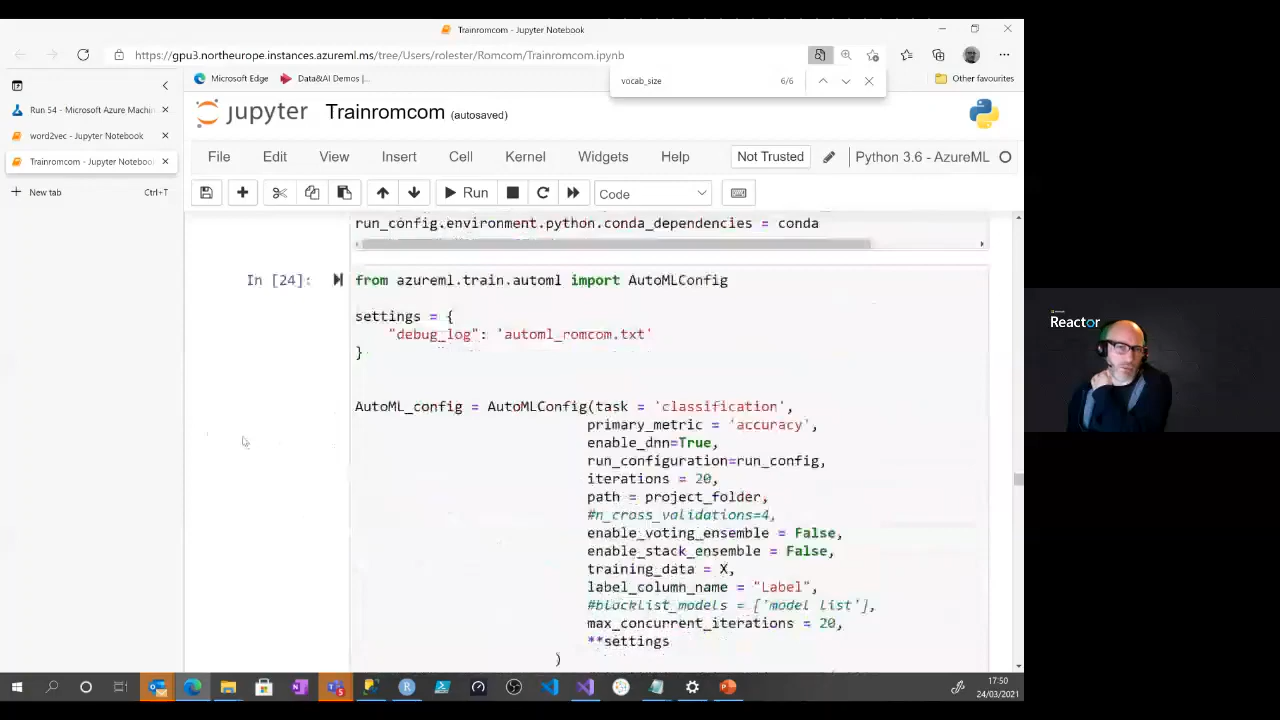 Trainromcom - Jupyter Notebook
https://gpu3.northeurope.instances.azureml.ms/tree/Users/rolester/Romcom/Trainromcom.ipynb
Microsoft Edge
Data&AI Demos |...
Other favourites
vocab_size
6/6
Run 54 - Microsoft Azure Machi
word2vec - Jupyter Notebook
Trainromcom - Jupyter Noteboo
New tab
Ctrl+T
jupyter
Trainromcom (autosaved)
File
Edit
View
Insert
Cell
Kernel
Widgets
Help
Not Trusted
Python 3.6 - AzureML
Run
Code
run_config.environment.python.conda_dependencies = conda
In [24]:
from azureml.train.automl import AutoMLConfig
settings = {
"debug_log": 'automl_romcom.txt'
}
AutoML_config = AutoMLConfig(task = 'classification',
primary_metric = 'accuracy',
enable_dnn=True,
run_configuration=run_config,
iterations = 20,
path = project_folder,
#n_cross_validations=4,
enable_voting_ensemble = False,
enable_stack_ensemble = False,
training_data = X,
label_column_name = "Label",
#blocklist_models = ['model list'],
max_concurrent_iterations = 20,
**settings
)
Reactor
17:50
24/03/2021